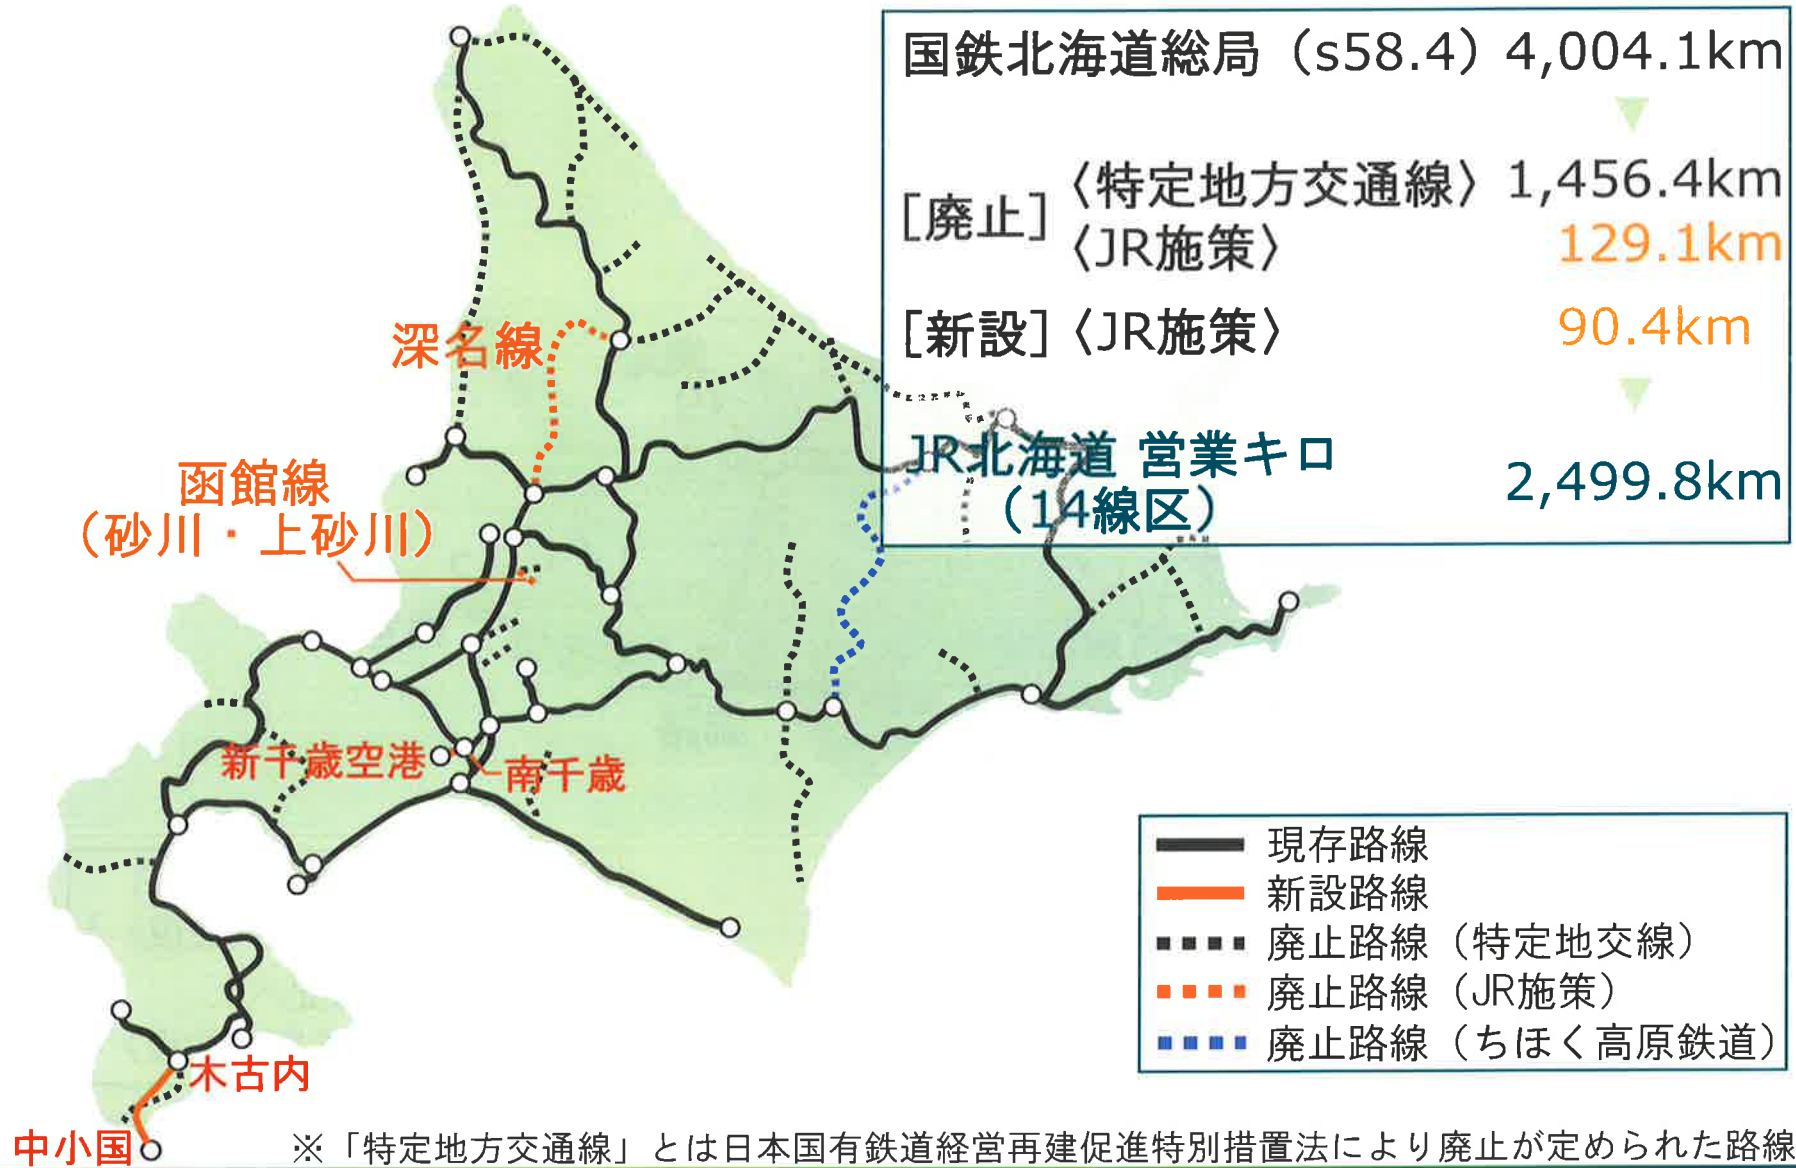 国鉄北海道総局（s58.4）4,004.1km
[廃止]〈特定地方交通線〉1,456.4km
〈JR施策〉 129.1km
[新設]〈JR施策〉 90.4km
JR北海道 営業キロ
（14線区） 2,499.8km
深名線
函館線
（砂川・上砂川）
新千歳空港
南千歳
木古内
中小国
現存路線
新設路線
廃止路線（特定地交線）
廃止路線（JR施策）
廃止路線（ちほく高原鉄道）
※「特定地方交通線」とは日本国有鉄道経営再建促進特別措置法により廃止が定められた路線